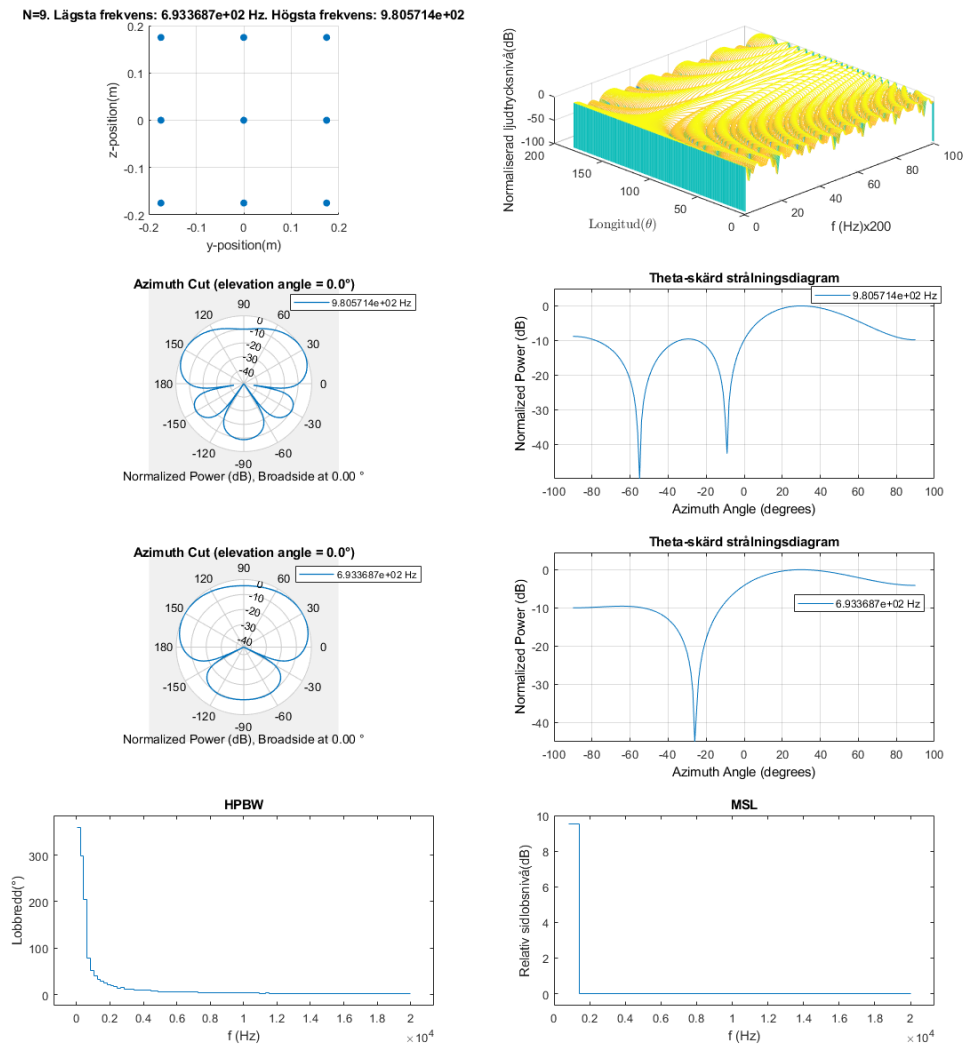 N=9. Lägsta frekvens: 6.933687e+02 Hz. Högsta frekvens: 9.805714e+02
0.2
0.1
0
-0.1
-0.2
z-position(m)
-0.2 -0.1 0 0.1 0.2
y-position(m)
Normaliserad ljudtrycksnivå(dB)
0
-50
-100
200
150
100
50
0
Longitud(θ)
0 20 40 60 80 100
f (Hz)x200
Azimuth Cut (elevation angle = 0.0°)
9.805714e+02 Hz
90
120 60
150 30
180 0
-150 -30
-120 -60
-90
0
-10
-20
-30
-40
Normalized Power (dB), Broadside at 0.00 °
Theta-skärd strålningsdiagram
9.805714e+02 Hz
Normalized Power (dB)
0
-10
-20
-30
-40
-100 -80 -60 -40 -20 0 20 40 60 80 100
Azimuth Angle (degrees)
Azimuth Cut (elevation angle = 0.0°)
6.933687e+02 Hz
90
120 60
150 30
180 0
-150 -30
-120 -60
-90
0
-10
-20
-30
-40
Normalized Power (dB), Broadside at 0.00 °
Theta-skärd strålningsdiagram
6.933687e+02 Hz
Normalized Power (dB)
0
-10
-20
-30
-40
-100 -80 -60 -40 -20 0 20 40 60 80 100
Azimuth Angle (degrees)
HPBW
Lobbredd(°)
300
200
100
0
0 0.2 0.4 0.6 0.8 1 1.2 1.4 1.6 1.8 2
f (Hz)
× 10⁴
MSL
Relativ sidlobsnivå(dB)
10
8
6
4
2
0
0 0.2 0.4 0.6 0.8 1 1.2 1.4 1.6 1.8 2
f (Hz)
× 10⁴